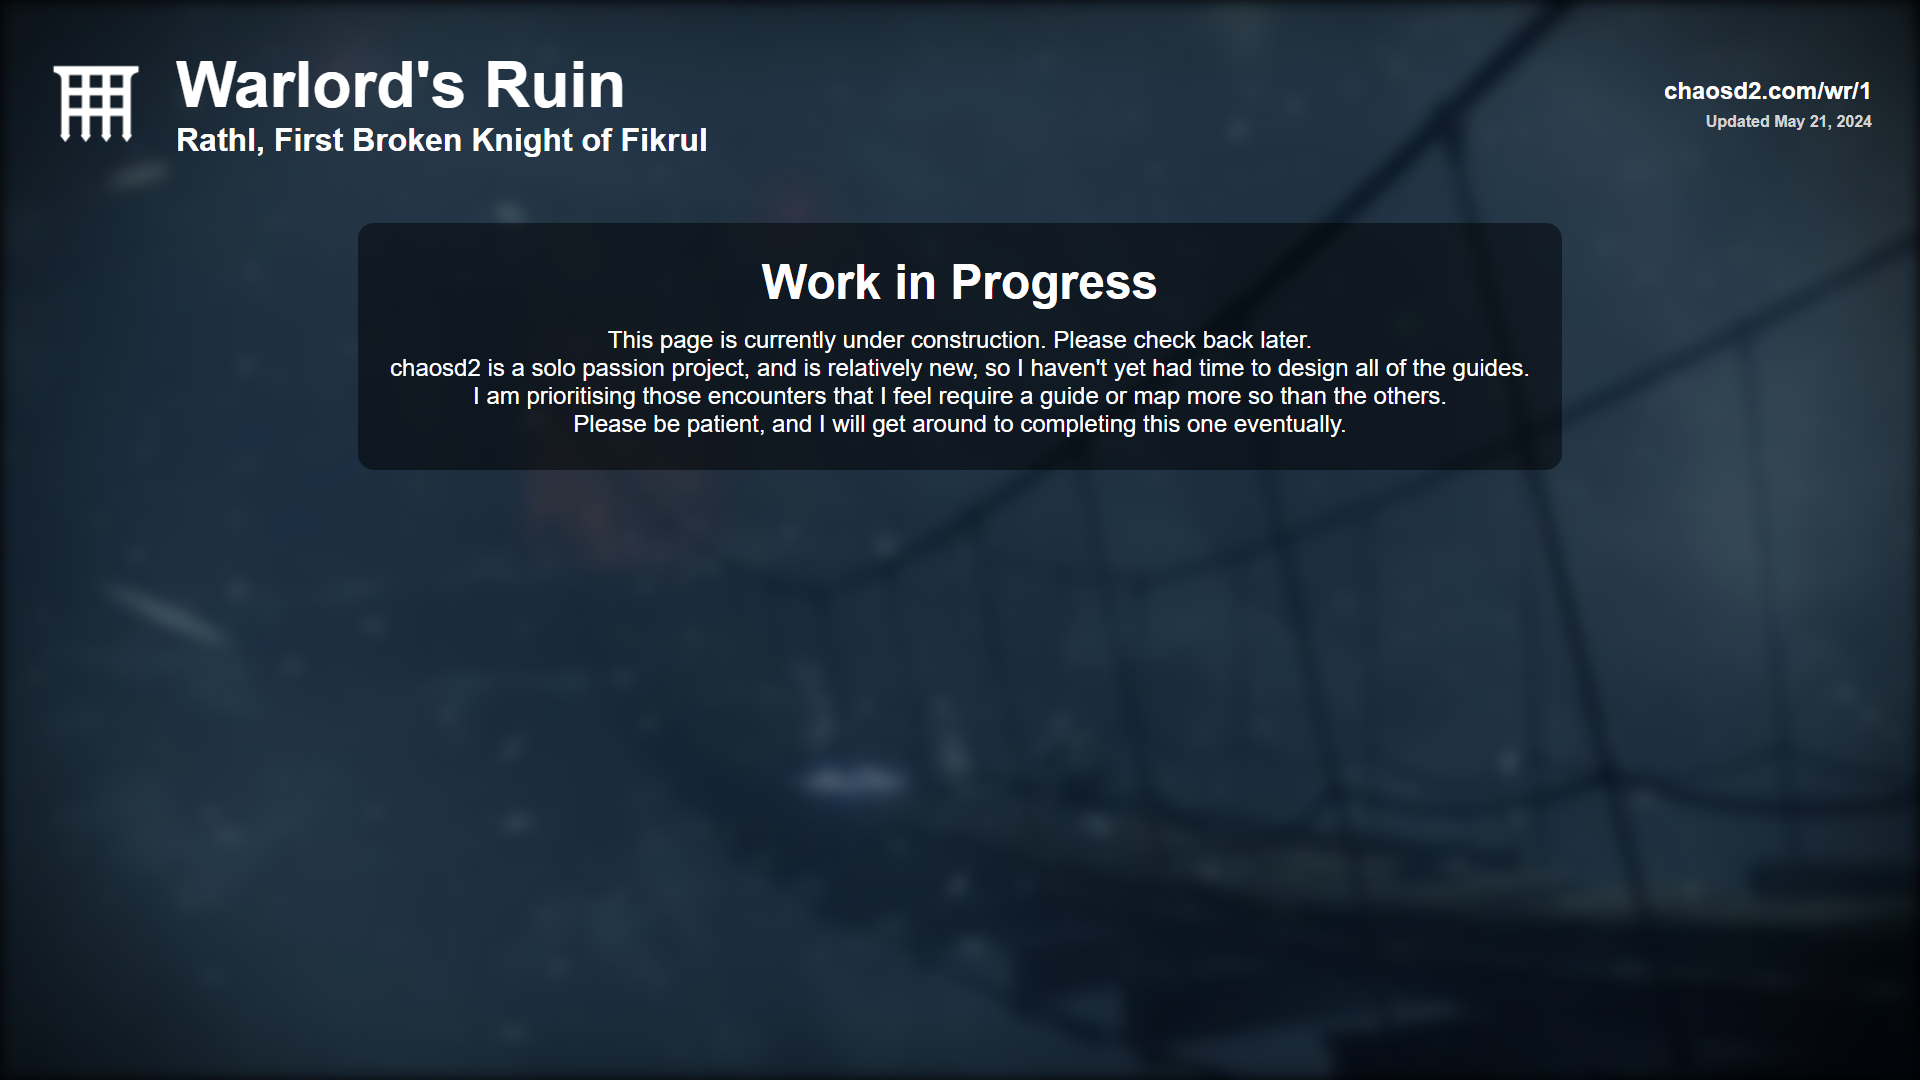 Warlord's Ruin
Rathl, First Broken Knight of Fikrul
chaosd2.com/wr/1
Updated May 21, 2024
Work in Progress
This page is currently under construction. Please check back later.
chaosd2 is a solo passion project, and is relatively new, so I haven't yet had time to design all of the guides.
I am prioritising those encounters that I feel require a guide or map more so than the others.
Please be patient, and I will get around to completing this one eventually.